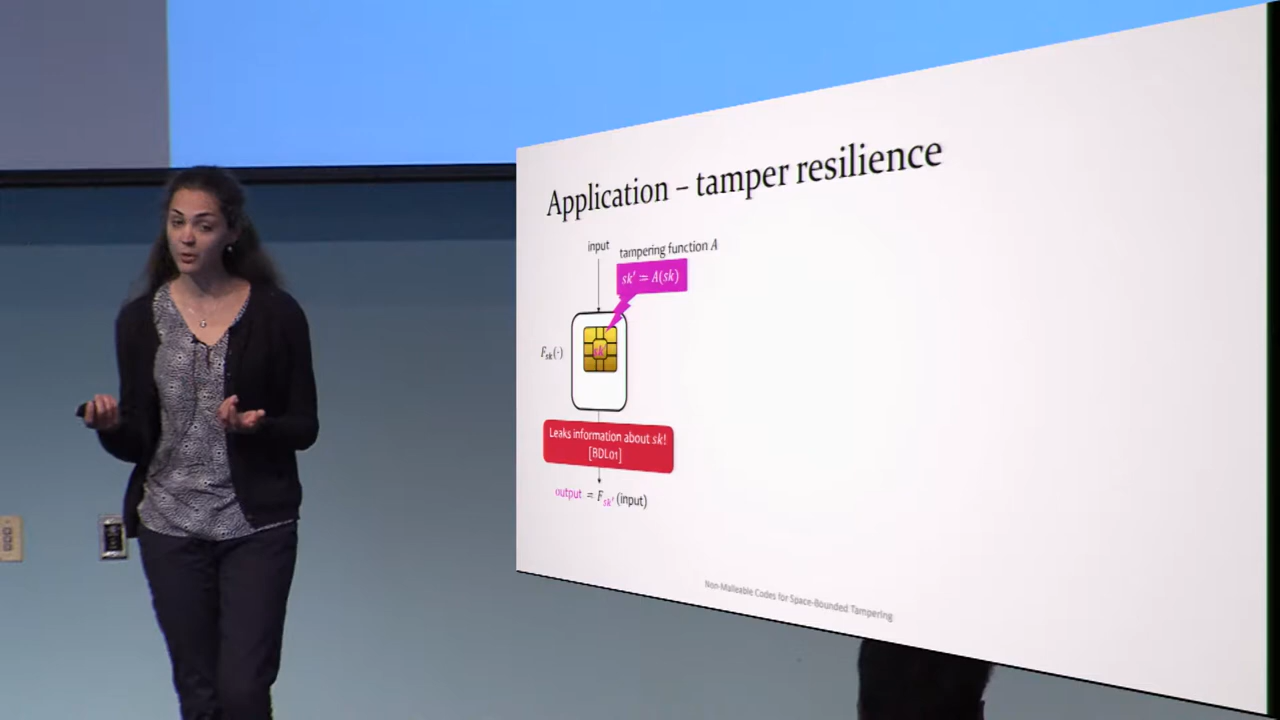 Application – tamper resilience
input
tampering function A
sk' = A(sk)
sk
F_sk(·)
Leaks information about sk!
[BDL01]
output = F_sk' (input)
Non-Malleable Codes for Space-Bounded Tampering